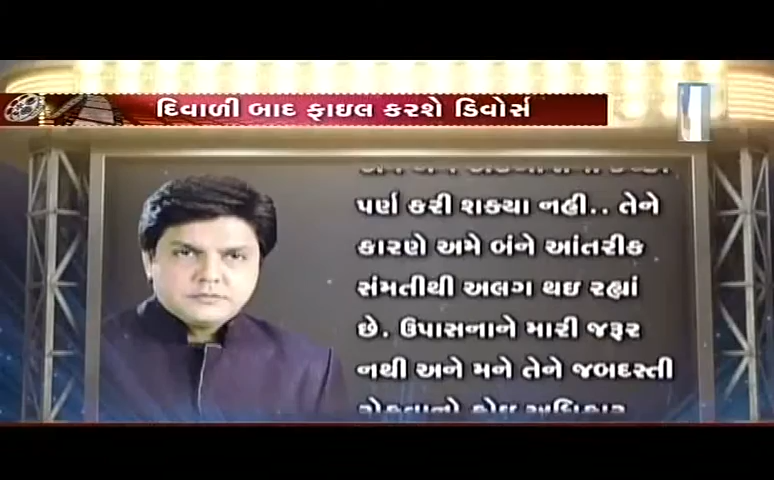 દિવાળી બાદ ફાઇલ કરશે ડિવોર્સ
પર્ણ કરી શક્યા નહી.. તેને
કારણે અમે બંને આંતરીક
સંમતીથી અલગ થઇ રહ્યાં
છે. ઉપાસનાને મારી જરૂર
નથી અને મને તેને જબદસ્તી